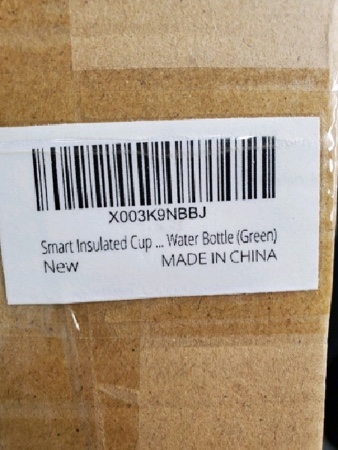 X003K9NBBJ
Smart Insulated Cup ... Water Bottle (Green)
New MADE IN CHINA